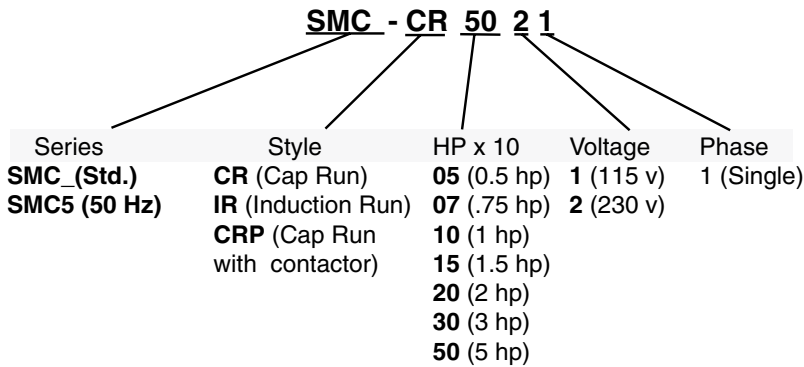 SMC - CR 50 2 1
Series Style HP x 10 Voltage Phase
SMC_(Std.) CR (Cap Run) 05 (0.5 hp) 1 (115 v) 1 (Single)
SMC5 (50 Hz) IR (Induction Run) 07 (.75 hp) 2 (230 v)
CRP (Cap Run 10 (1 hp)
with contactor) 15 (1.5 hp)
20 (2 hp)
30 (3 hp)
50 (5 hp)